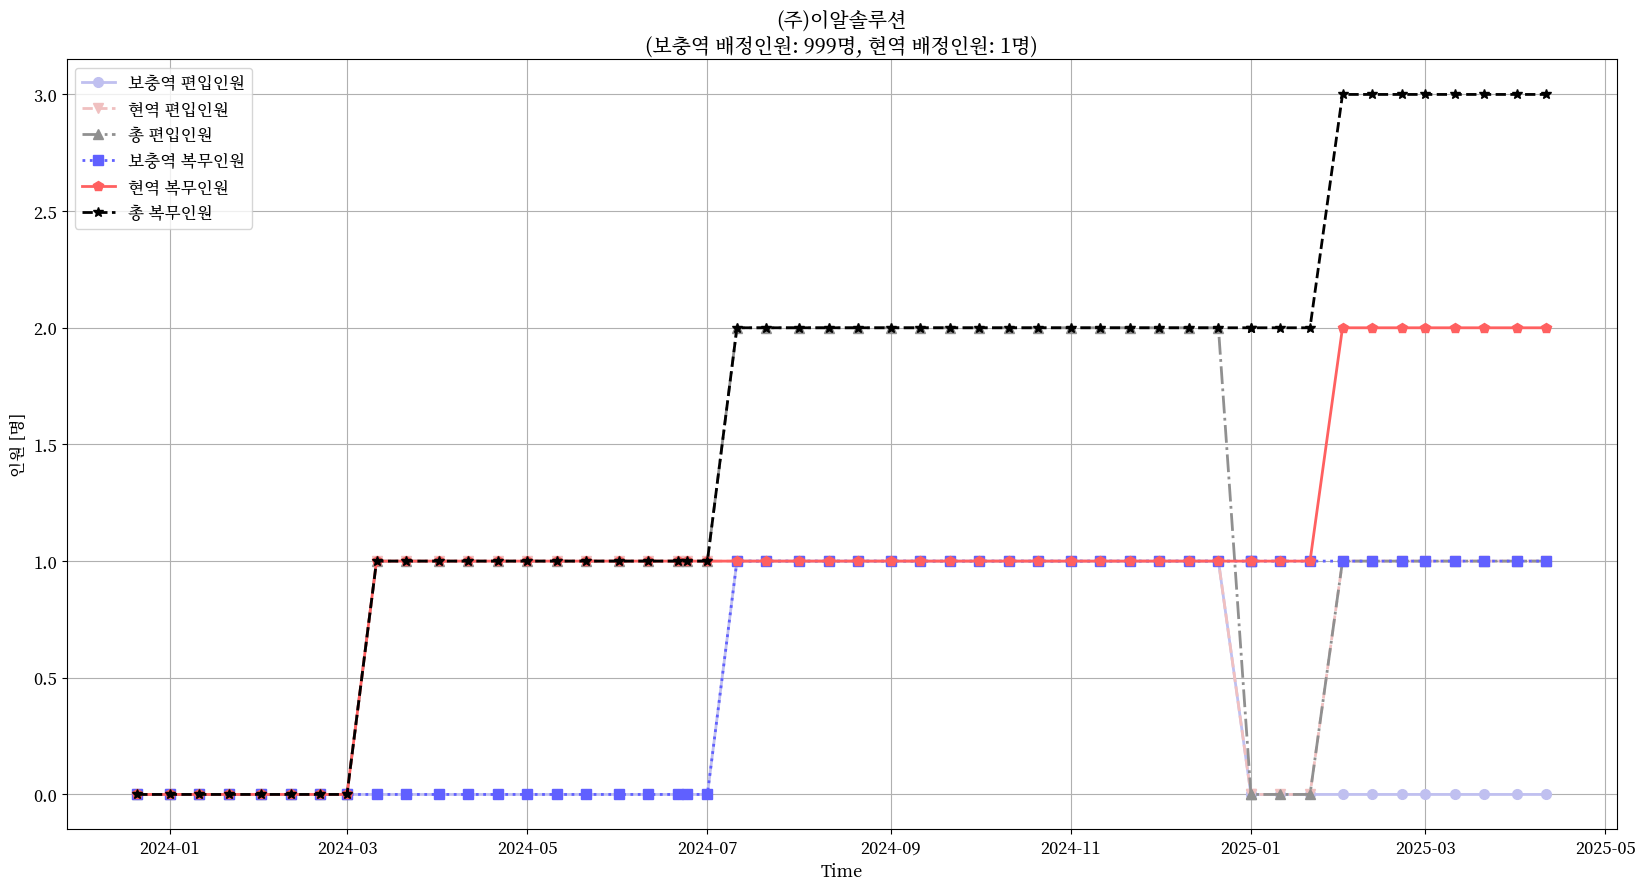 (주)이알솔루션
(보충역 배정인원: 999명, 현역 배정인원: 1명)
보충역 편입인원
현역 편입인원
총 편입인원
보충역 복무인원
현역 복무인원
총 복무인원
3.0
2.5
2.0
1.5
1.0
0.5
0.0
인원 [명]
2024-01
2024-03
2024-05
2024-07
2024-09
2024-11
2025-01
2025-03
2025-05
Time